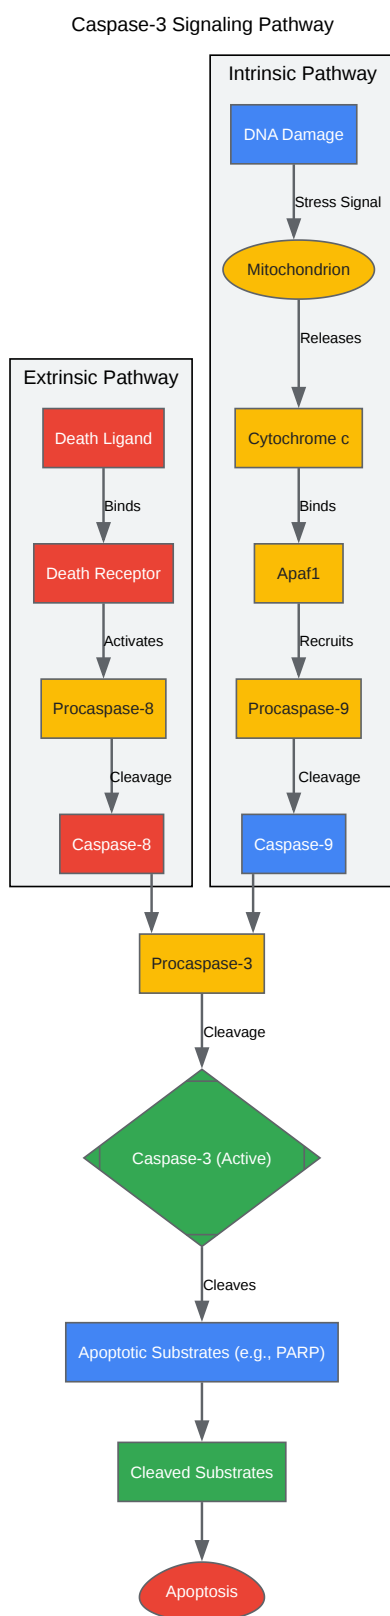 Caspase-3 Signaling Pathway
Intrinsic Pathway
DNA Damage
Stress Signal
Mitochondrion
Releases
Cytochrome c
Binds
Apaf1
Recruits
Procaspase-9
Cleavage
Caspase-9
Extrinsic Pathway
Death Ligand
Binds
Death Receptor
Activates
Procaspase-8
Cleavage
Caspase-8
Procaspase-3
Cleavage
Caspase-3 (Active)
Cleaves
Apoptotic Substrates (e.g., PARP)
Cleaved Substrates
Apoptosis